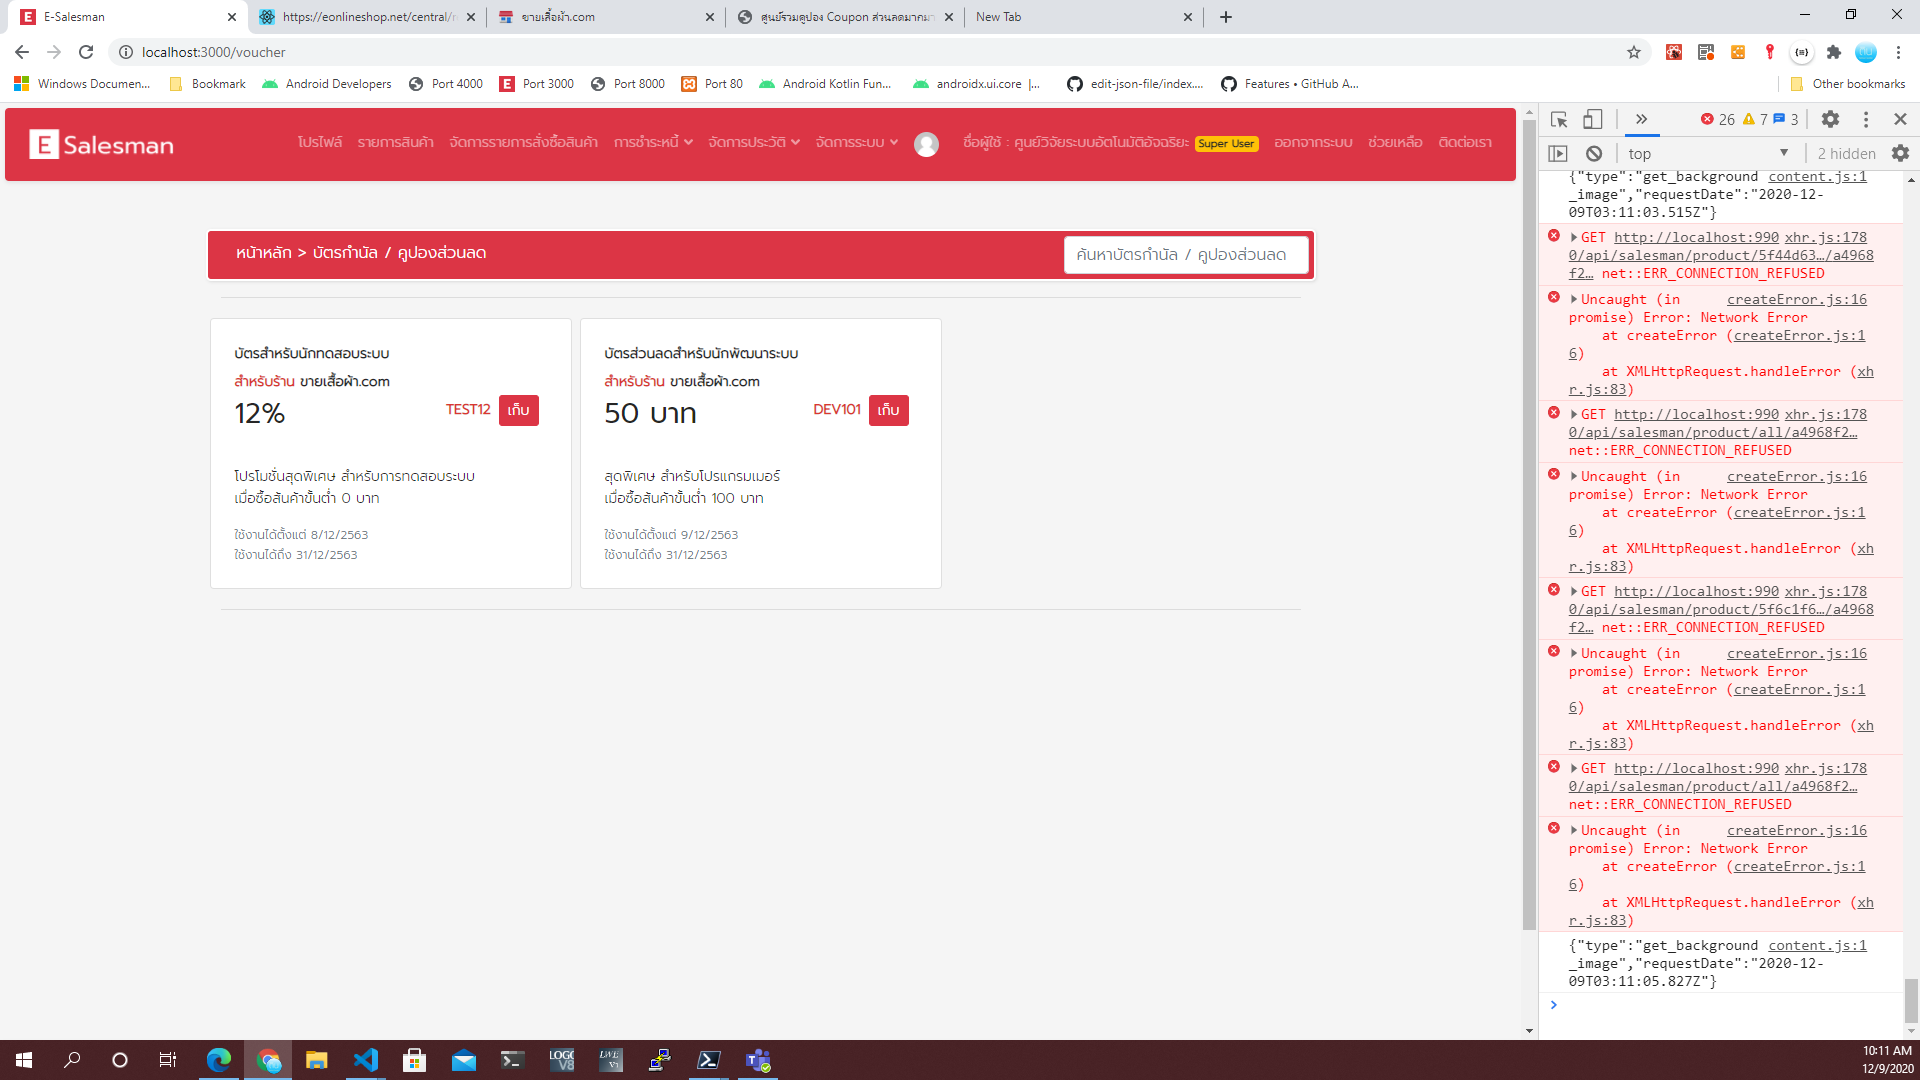 E-Salesman
https://eonlineshop.net/central/r
ขายเสื้อผ้า.com
ศูนย์รวมคูปอง Coupon ส่วนลดมากมา
New Tab
localhost:3000/voucher
Windows Documen...
Bookmark
Android Developers
Port 4000
Port 3000
Port 8000
Port 80
Android Kotlin Fun...
androidx.ui.core |...
edit-json-file/index....
Features • GitHub A...
Other bookmarks
E Salesman
โปรไฟล์
รายการสินค้า
จัดการรายการสั่งซื้อสินค้า
การชำระหนี้
จัดการประวัติ
จัดการระบบ
ชื่อผู้ใช้ : ศูนย์วิจัยระบบอัตโนมัติอัจฉริยะ Super User
ออกจากระบบ
ช่วยเหลือ
ติดต่อเรา
หน้าหลัก > บัตรกำนัล / คูปองส่วนลด
ค้นหาบัตรกำนัล / คูปองส่วนลด
บัตรสำหรับนักทดสอบระบบ
สำหรับร้าน ขายเสื้อผ้า.com
12%
TEST12 เก็บ
โปรโมชั่นสุดพิเศษ สำหรับการทดสอบระบบ
เมื่อซื้อสินค้าขั้นต่ำ 0 บาท
ใช้งานได้ตั้งแต่ 8/12/2563
ใช้งานได้ถึง 31/12/2563
บัตรส่วนลดสำหรับนักพัฒนาระบบ
สำหรับร้าน ขายเสื้อผ้า.com
50 บาท
DEV101 เก็บ
สุดพิเศษ สำหรับโปรแกรมเมอร์
เมื่อซื้อสินค้าขั้นต่ำ 100 บาท
ใช้งานได้ตั้งแต่ 9/12/2563
ใช้งานได้ถึง 31/12/2563
26 7 3
top
2 hidden
{"type":"get_background content.js:1
_image","requestDate":"2020-12-
09T03:11:03.515Z"}
GET http://localhost:990 xhr.js:178
0/api/salesman/product/5f44d63…/a4968
f2… net::ERR_CONNECTION_REFUSED
Uncaught (in createError.js:16
promise) Error: Network Error
at createError (createError.js:1
6)
at XMLHttpRequest.handleError (xh
r.js:83)
GET http://localhost:990 xhr.js:178
0/api/salesman/product/all/a4968f2…
net::ERR_CONNECTION_REFUSED
Uncaught (in createError.js:16
promise) Error: Network Error
at createError (createError.js:1
6)
at XMLHttpRequest.handleError (xh
r.js:83)
GET http://localhost:990 xhr.js:178
0/api/salesman/product/5f6c1f6…/a4968
f2… net::ERR_CONNECTION_REFUSED
Uncaught (in createError.js:16
promise) Error: Network Error
at createError (createError.js:1
6)
at XMLHttpRequest.handleError (xh
r.js:83)
GET http://localhost:990 xhr.js:178
0/api/salesman/product/all/a4968f2…
net::ERR_CONNECTION_REFUSED
Uncaught (in createError.js:16
promise) Error: Network Error
at createError (createError.js:1
6)
at XMLHttpRequest.handleError (xh
r.js:83)
{"type":"get_background content.js:1
_image","requestDate":"2020-12-
09T03:11:05.827Z"}
10:11 AM
12/9/2020